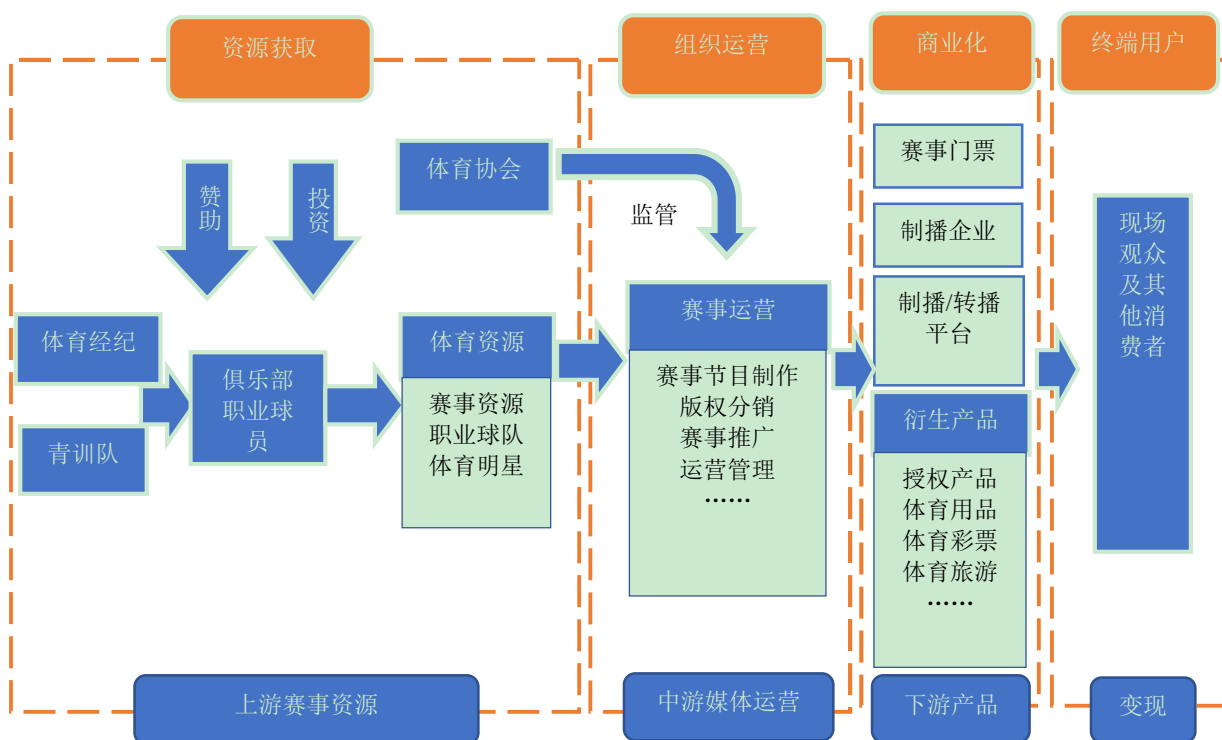 资源获取
组织运营
商业化
终端用户
赞
助
投
资
体育协会
监管
体育经纪
青训队
俱乐部
职业球
员
体育资源
赛事资源
职业球队
体育明星
赛事运营
赛事节目制作
版权分销
赛事推广
运营管理
……
赛事门票
制播企业
制播/转播
平台
衍生产品
授权产品
体育用品
体育彩票
体育旅游
……
现场
观众
及其
他消
费者
上游赛事资源
中游媒体运营
下游产品
变现